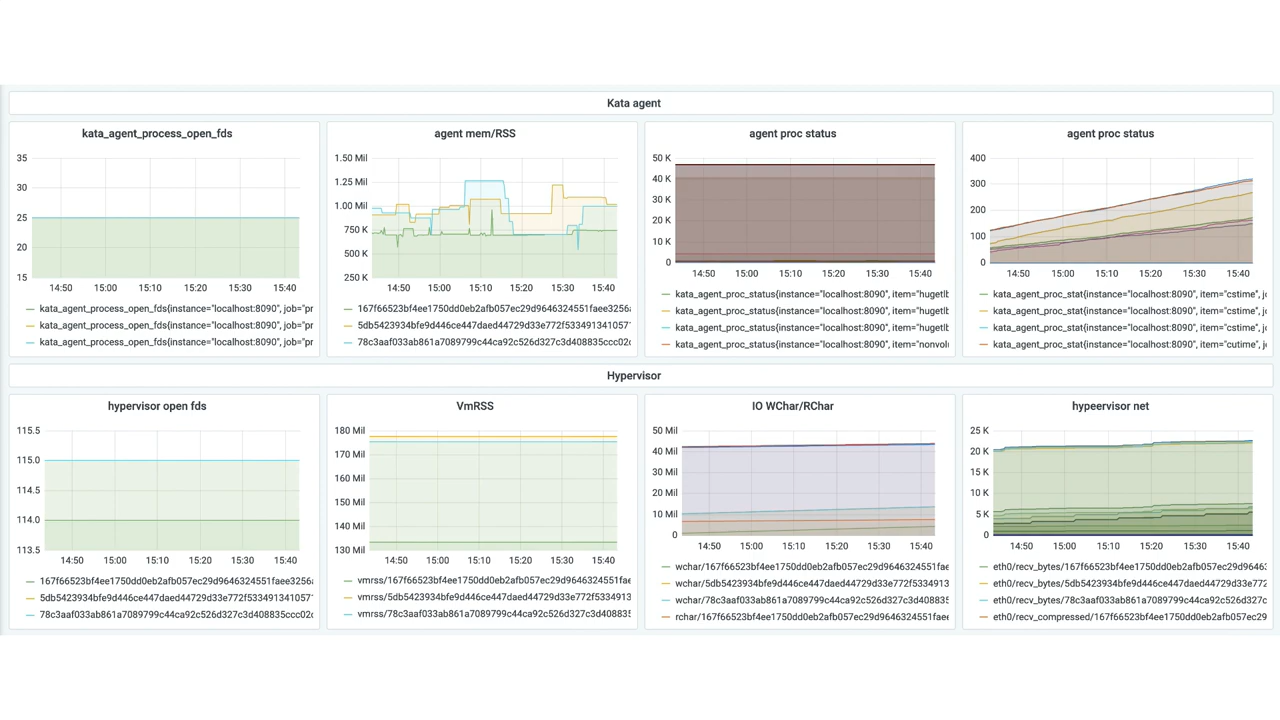 Kata agent
kata_agent_process_open_fds
35
30
25
20
15
14:50 15:00 15:10 15:20 15:30 15:40
kata_agent_process_open_fds{instance="localhost:8090", job="pr
kata_agent_process_open_fds{instance="localhost:8090", job="pr
kata_agent_process_open_fds{instance="localhost:8090", job="pr
agent mem/RSS
1.50 Mil
1.25 Mil
1.00 Mil
750 K
500 K
250 K
14:50 15:00 15:10 15:20 15:30 15:40
167f66523bf4ee1750dd0eb2afb057ec29d9646324551faee3256
5db5423934bfe9d446ce447daed44729d33e772f533491341057
78c3aaf033ab861a7089799c44ca92c526d327c3d408835ccc02
agent proc status
50 K
40 K
30 K
20 K
10 K
0
14:50 15:00 15:10 15:20 15:30 15:40
kata_agent_proc_status{instance="localhost:8090", item="hugetlb
kata_agent_proc_status{instance="localhost:8090", item="hugetlb
kata_agent_proc_status{instance="localhost:8090", item="hugetlb
kata_agent_proc_status{instance="localhost:8090", item="nonvol
agent proc status
400
300
200
100
0
14:50 15:00 15:10 15:20 15:30 15:40
kata_agent_proc_stat{instance="localhost:8090", item="cstime", j
kata_agent_proc_stat{instance="localhost:8090", item="cstime", j
kata_agent_proc_stat{instance="localhost:8090", item="cstime", j
kata_agent_proc_stat{instance="localhost:8090", item="cutime", j
Hypervisor
hypervisor open fds
115.5
115.0
114.5
114.0
113.5
14:50 15:00 15:10 15:20 15:30 15:40
167f66523bf4ee1750dd0eb2afb057ec29d9646324551faee3256
5db5423934bfe9d446ce447daed44729d33e772f533491341057
78c3aaf033ab861a7089799c44ca92c526d327c3d408835ccc02
VmRSS
180 Mil
170 Mil
160 Mil
150 Mil
140 Mil
130 Mil
14:50 15:00 15:10 15:20 15:30 15:40
vmrss/167f66523bf4ee1750dd0eb2afb057ec29d9646324551fae
vmrss/5db5423934bfe9d446ce447daed44729d33e772f533491
vmrss/78c3aaf033ab861a7089799c44ca92c526d327c3d40883
IO WChar/RChar
50 Mil
40 Mil
30 Mil
20 Mil
10 Mil
0
14:50 15:00 15:10 15:20 15:30 15:40
wchar/167f66523bf4ee1750dd0eb2afb057ec29d9646324551fae
wchar/5db5423934bfe9d446ce447daed44729d33e772f5334913
wchar/78c3aaf033ab861a7089799c44ca92c526d327c3d408835
rchar/167f66523bf4ee1750dd0eb2afb057ec29d9646324551faee
hypeervisor net
25 K
20 K
15 K
10 K
5 K
0
14:50 15:00 15:10 15:20 15:30 15:40
eth0/recv_bytes/167f66523bf4ee1750dd0eb2afb057ec29d9646
eth0/recv_bytes/5db5423934bfe9d446ce447daed44729d33e772
eth0/recv_bytes/78c3aaf033ab861a7089799c44ca92c526d327c
eth0/recv_compressed/167f66523bf4ee1750dd0eb2afb057ec29